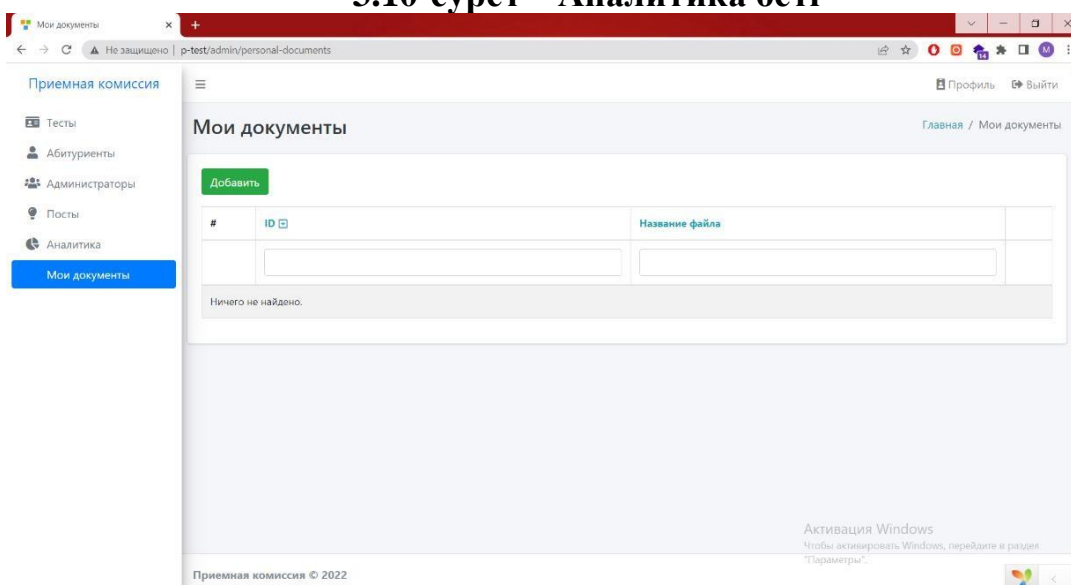 3.10-сурет – Аналитика беті
Мои документы
Не защищено | p-test/admin/personal-documents
14
M
Приемная комиссия
Профиль Выйти
Тесты
Мои документы
Главная / Мои документы
Абитуриенты
Администраторы
Добавить
Посты
# ID Название файла
Аналитика
Мои документы
Ничего не найдено.
Активация Windows
Чтобы активировать Windows, перейдите в раздел
"Параметры".
Приемная комиссия © 2022